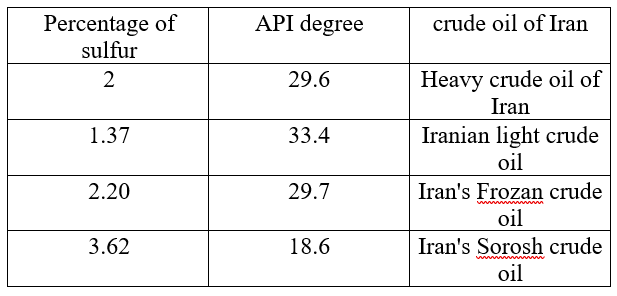 Percentage of sulfur API degree crude oil of Iran
2 29.6 Heavy crude oil of Iran
1.37 33.4 Iranian light crude oil
2.20 29.7 Iran's Frozan crude oil
3.62 18.6 Iran's Sorosh crude oil